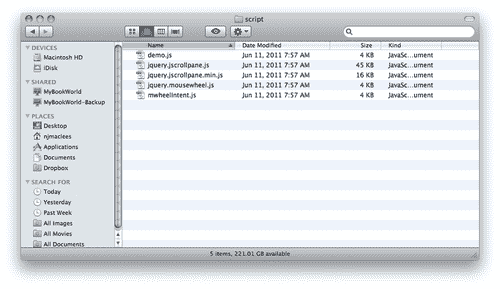 script
Name Date Modified Size Kind
DEVICES
Macintosh HD
iDisk
SHARED
MyBookWorld
MyBookWorld-Backup
PLACES
Desktop
njmaclees
Applications
Documents
Dropbox
SEARCH FOR
Today
Yesterday
Past Week
All Images
All Movies
All Documents
demo.js Jun 11, 2011 7:57 AM 4 KB JavaSc...ument
jquery.jscrollpane.js Jun 11, 2011 7:57 AM 45 KB JavaSc...ument
jquery.jscrollpane.min.js Jun 11, 2011 7:57 AM 16 KB JavaSc...ument
jquery.mousewheel.js Jun 11, 2011 7:57 AM 4 KB JavaSc...ument
mwheelIntent.js Jun 11, 2011 7:57 AM 4 KB JavaSc...ument
5 items, 221.01 GB available